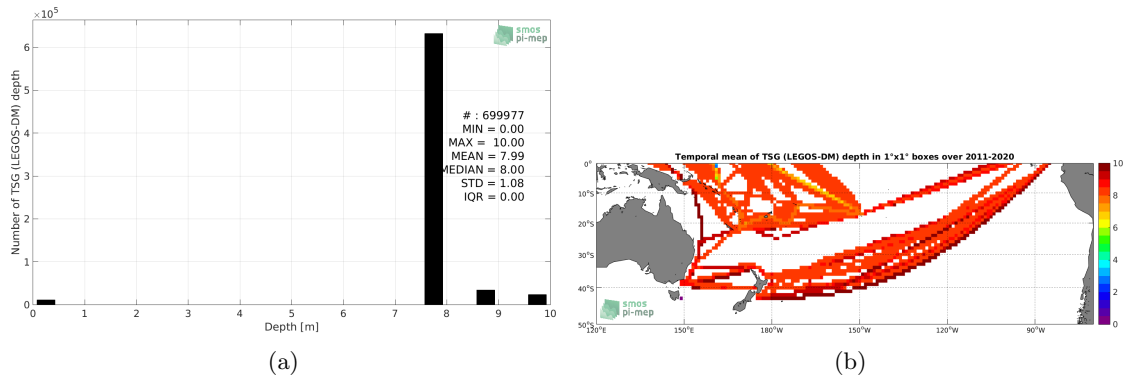 ×10⁵
6
5
4
3
2
1
0
Number of TSG (LEGOS-DM) depth
smos
pi-mep
# : 699977
MIN = 0.00
MAX = 10.00
MEAN = 7.99
MEDIAN = 8.00
STD = 1.08
IQR = 0.00
0 1 2 3 4 5 6 7 8 9 10
Depth [m]
(a)
Temporal mean of TSG (LEGOS-DM) depth in 1°x1° boxes over 2011-2020
0°
10°S
20°S
30°S
40°S
50°S
120°E 150°E 180°W 150°W 120°W 90°W
smos
pi-mep
10
8
6
4
2
0
(b)